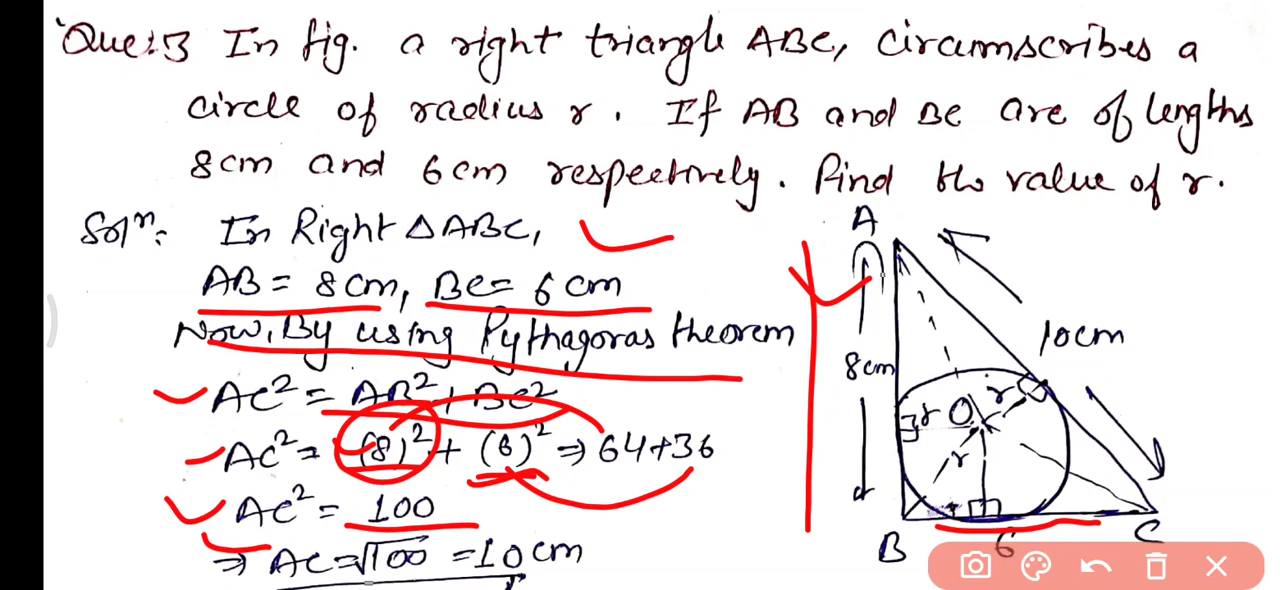 Que:3 In fig. a right triangle ABC, circumscribes a
circle of radius r. If AB and BC are of lengths
8cm and 6cm respectively. Find the value of r.
Solⁿ: In Right △ABC,
AB = 8cm, BC = 6cm
Now, By using Pythagoras theorem
AC² = AB² + BC²
AC² = (8)² + (6)² ⇒ 64+36
AC² = 100
⇒ AC = √100 = 10cm
A
10cm
8cm
r O r
r
B 6 C